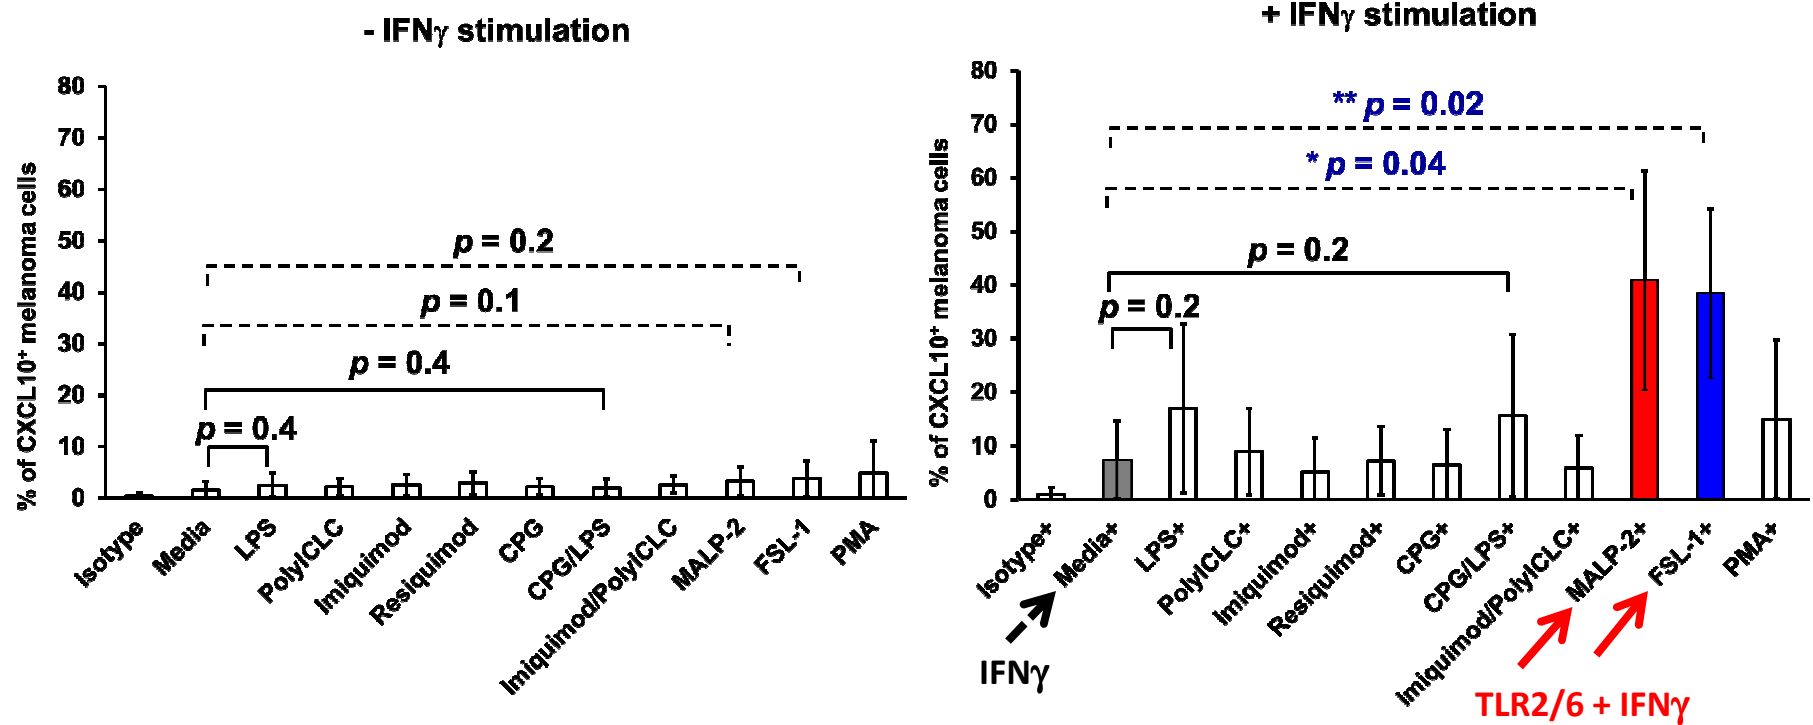 - IFNγ stimulation
% of CXCL10⁺ melanoma cells
80
70
60
50
40
30
20
10
0
p = 0.2
p = 0.1
p = 0.4
p = 0.4
Isotype
Media
LPS
PolyICLC
Imiquimod
Resiquimod
CPG
CPG/LPS
Imiquimod/PolyICLC
MALP-2
FSL-1
PMA
+ IFNγ stimulation
% of CXCL10⁺ melanoma cells
80
70
60
50
40
30
20
10
0
** p = 0.02
* p = 0.04
p = 0.2
p = 0.2
Isotype+
Media+
LPS+
PolyICLC+
Imiquimod+
Resiquimod+
CPG+
CPG/LPS+
Imiquimod/PolyICLC+
MALP-2+
FSL-1+
PMA+
IFNγ
TLR2/6 + IFNγ